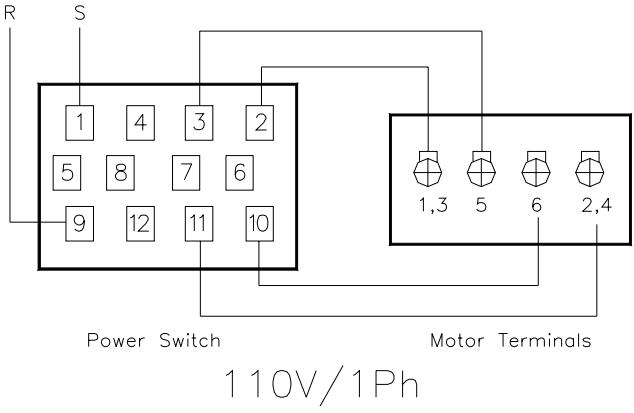 R S
1 4 3 2
5 8 7 6
1,3 5 6 2,4
9 12 11 10
Power Switch
Motor Terminals
110V/1Ph